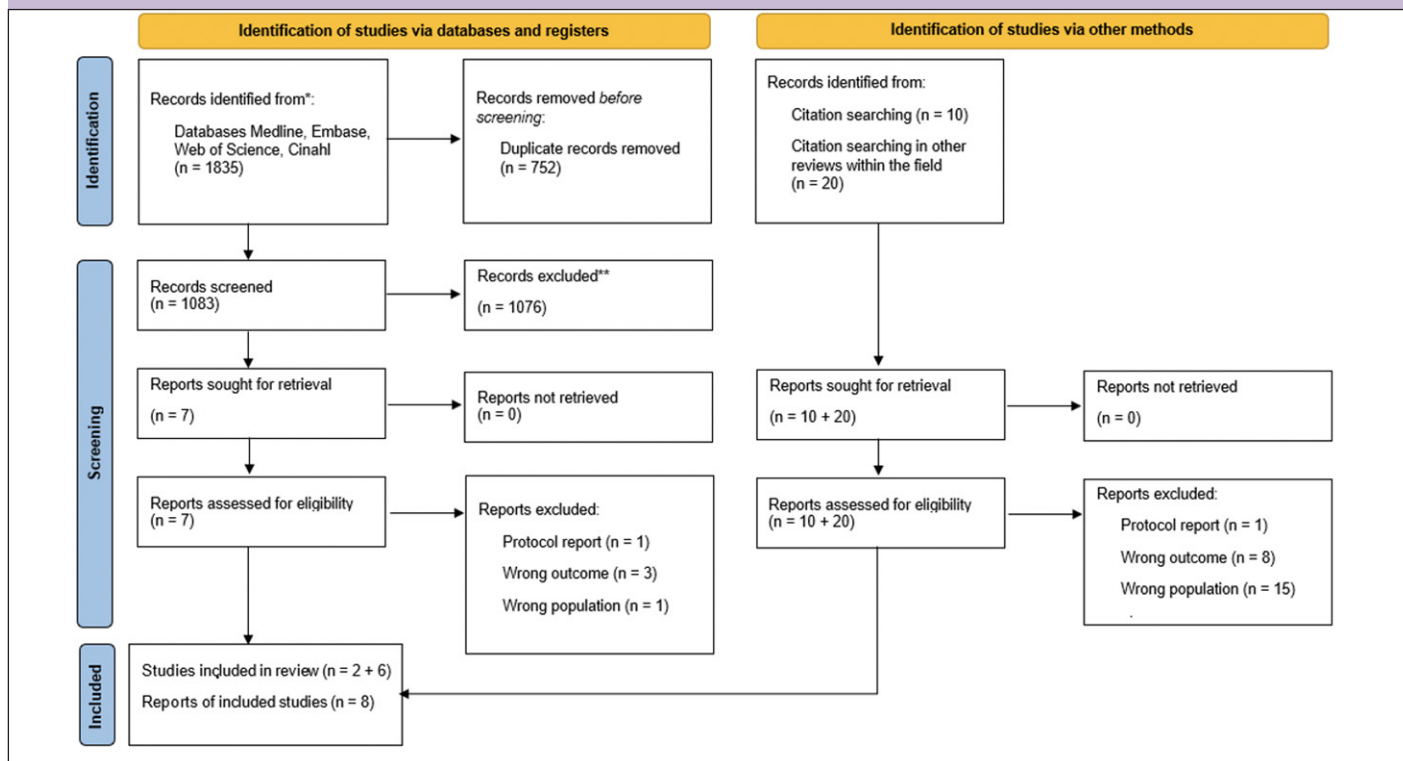 Identification of studies via databases and registers
Identification of studies via other methods
Identification
Records identified from*:
Databases Medline, Embase,
Web of Science, Cinahl
(n = 1835)
Records removed before
screening:
Duplicate records removed
(n = 752)
Records identified from:
Citation searching (n = 10)
Citation searching in other
reviews within the field
(n = 20)
Screening
Records screened
(n = 1083)
Records excluded**
(n = 1076)
Reports sought for retrieval
(n = 7)
Reports not retrieved
(n = 0)
Reports sought for retrieval
(n = 10 + 20)
Reports not retrieved
(n = 0)
Reports assessed for eligibility
(n = 7)
Reports excluded:
Protocol report (n = 1)
Wrong outcome (n = 3)
Wrong population (n = 1)
Reports assessed for eligibility
(n = 10 + 20)
Reports excluded:
Protocol report (n = 1)
Wrong outcome (n = 8)
Wrong population (n = 15)
.
Included
Studies included in review (n = 2 + 6)
Reports of included studies (n = 8)